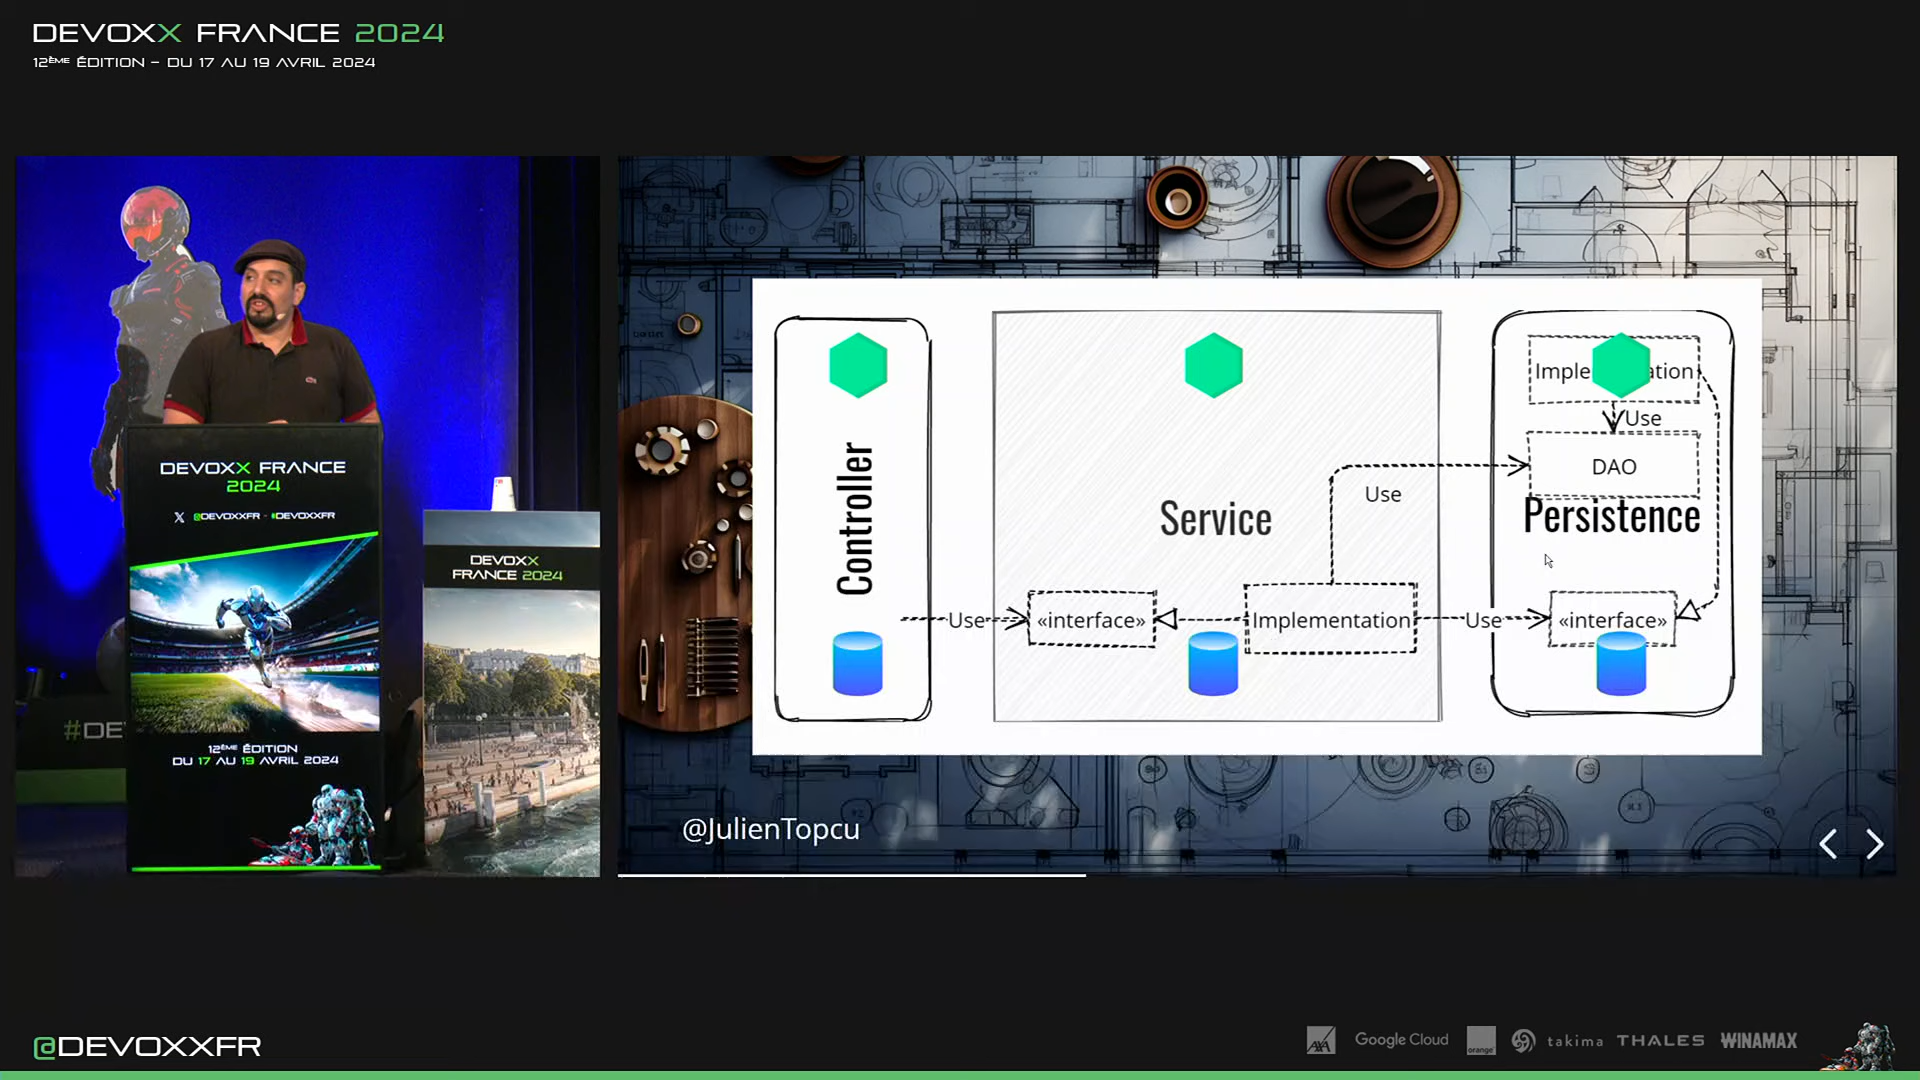 DEVOXX FRANCE 2024
12ÈME ÉDITION - DU 17 AU 19 AVRIL 2024
DEVOXX FRANCE
2024
@DEVOXXFR - #DEVOXXFR
12ÈME ÉDITION
DU 17 AU 19 AVRIL 2024
#DE
DEVOXX
FRANCE 2024
Controller
Use
Service
«interface»
Implementation
Use
Use
Imple ation
Use
DAO
Persistence
«interface»
@JulienTopcu
@DEVOXXFR
AXA
Google Cloud
orange
takima
THALES
WINAMAX